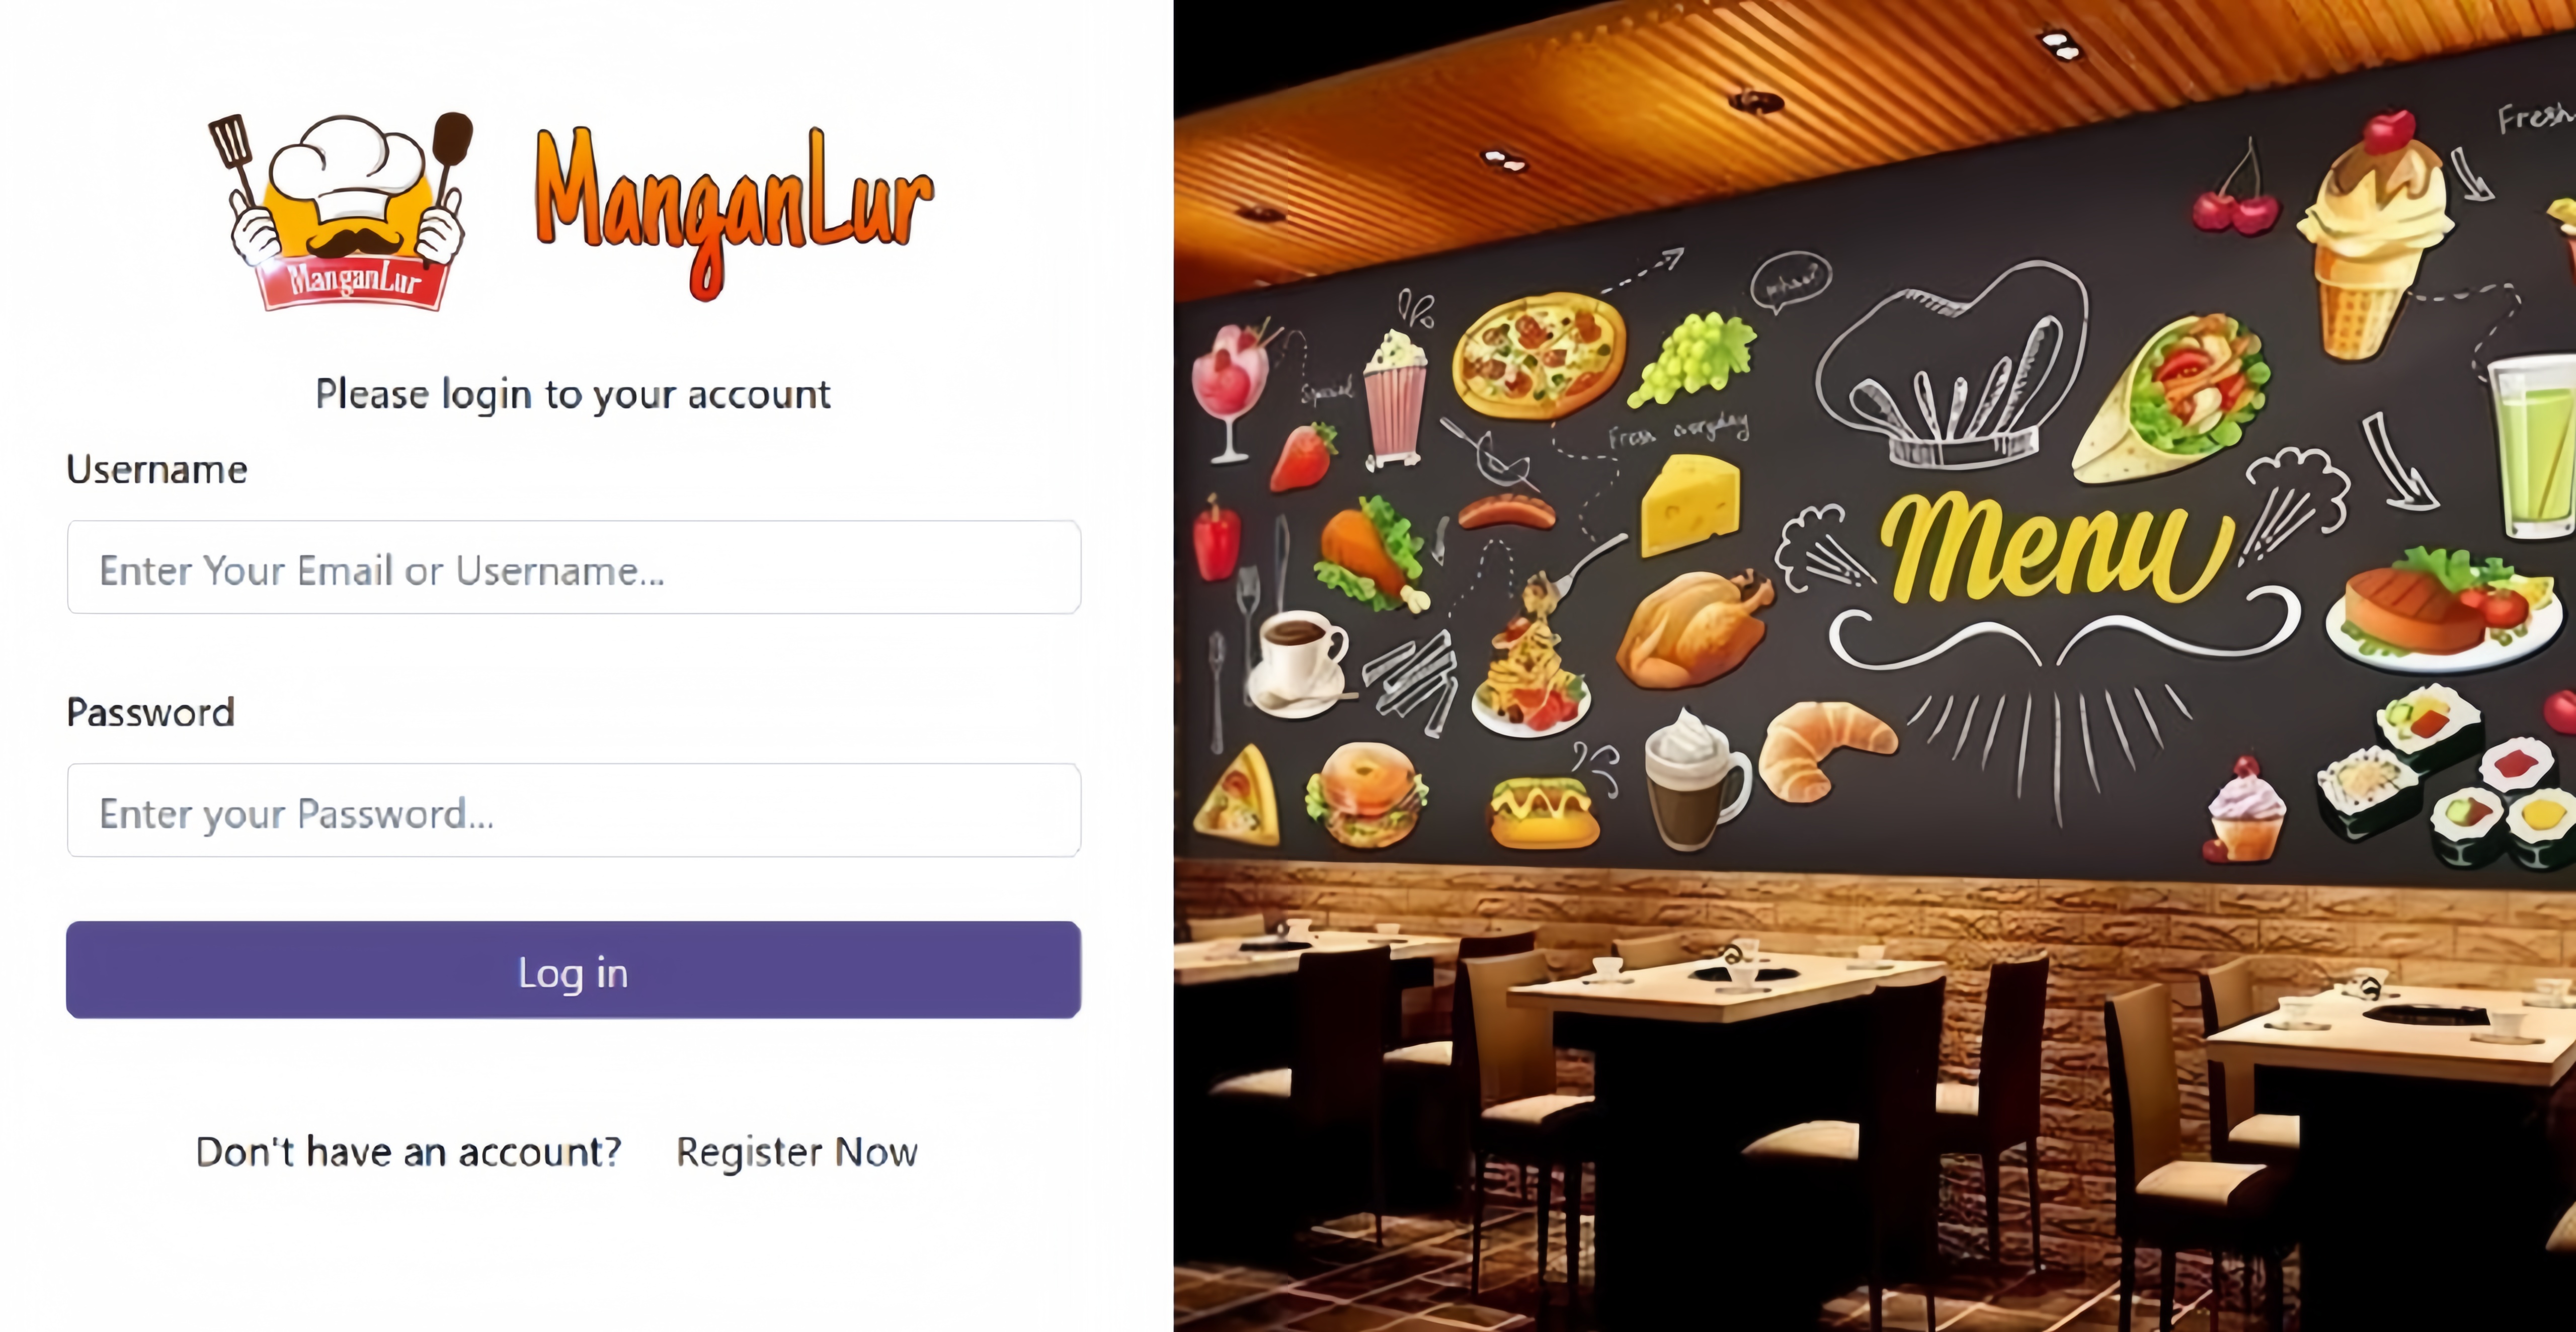 ManganLur
ManganLur
Please login to your account
Username
Enter Your Email or Username...
Password
Enter your Password...
Log in
Don't have an account? Register Now
Fresh
Special
Fresh everyday
Menu